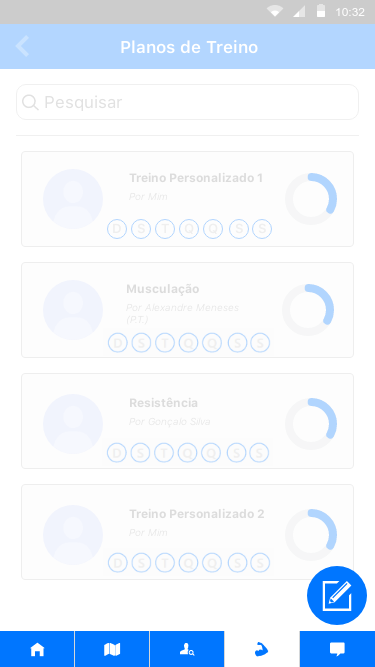 10:32
Planos de Treino
Pesquisar
Treino Personalizado 1
Por Mim
D S T Q Q S S
Musculação
Por Alexandre Meneses
(P.T.)
D S T Q Q S S
Resistência
Por Gonçalo Silva
D S T Q Q S S
Treino Personalizado 2
Por Mim
D S T Q Q S S